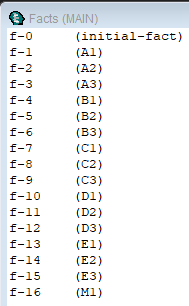 Facts (MAIN)
f-0 (initial-fact)
f-1 (A1)
f-2 (A2)
f-3 (A3)
f-4 (B1)
f-5 (B2)
f-6 (B3)
f-7 (C1)
f-8 (C2)
f-9 (C3)
f-10 (D1)
f-11 (D2)
f-12 (D3)
f-13 (E1)
f-14 (E2)
f-15 (E3)
f-16 (M1)